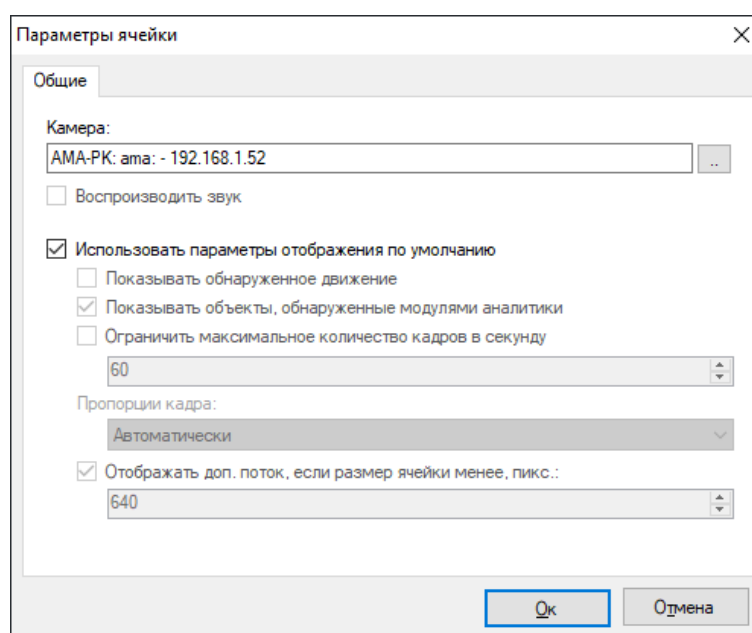 Параметры ячейки
Общие
Камера:
AMA-PK: ama: - 192.168.1.52
..
Воспроизводить звук
Использовать параметры отображения по умолчанию
Показывать обнаруженное движение
Показывать объекты, обнаруженные модулями аналитики
Ограничить максимальное количество кадров в секунду
60
Пропорции кадра:
Автоматически
Отображать доп. поток, если размер ячейки менее, пикс.:
640
Ок
Отмена